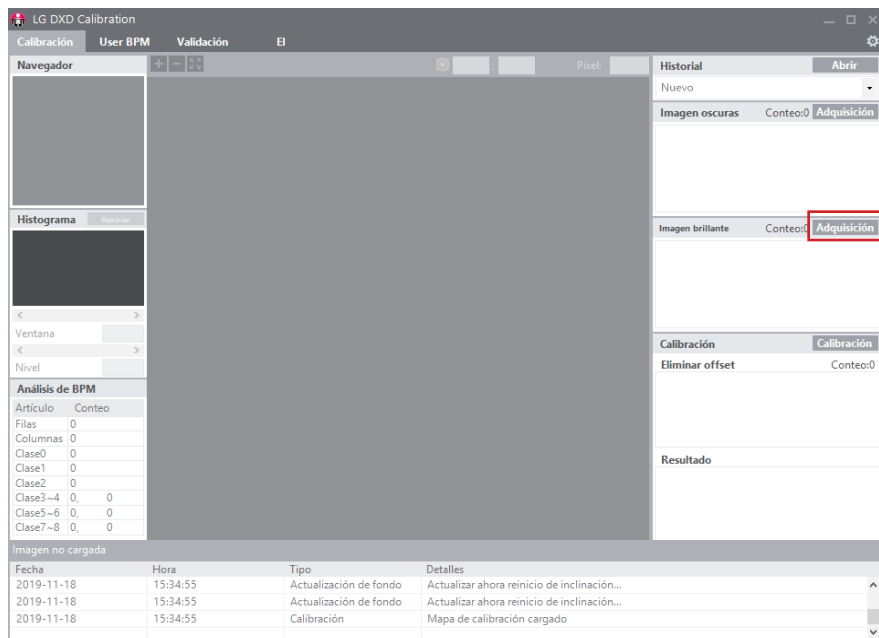 LG DXD Calibration
Calibración User BPM Validación EI
Navegador
Píxel:
Historial Abrir
Nuevo
Imagen oscuras Conteo:0 Adquisición
Histograma Reiniciar
Imagen brillante Conteo:0 Adquisición
Ventana
Nivel
Calibración Calibración
Eliminar offset Conteo:0
Análisis de BPM
Artículo Conteo
Filas 0
Columnas 0
Clase0 0
Clase1 0
Clase2 0
Clase3~4 0, 0
Clase5~6 0, 0
Clase7~8 0, 0
Resultado
Imagen no cargada
Fecha Hora Tipo Detalles
2019-11-18 15:34:55 Actualización de fondo Actualizar ahora reinicio de inclinación...
2019-11-18 15:34:55 Actualización de fondo Actualizar ahora reinicio de inclinación...
2019-11-18 15:34:55 Calibración Mapa de calibración cargado